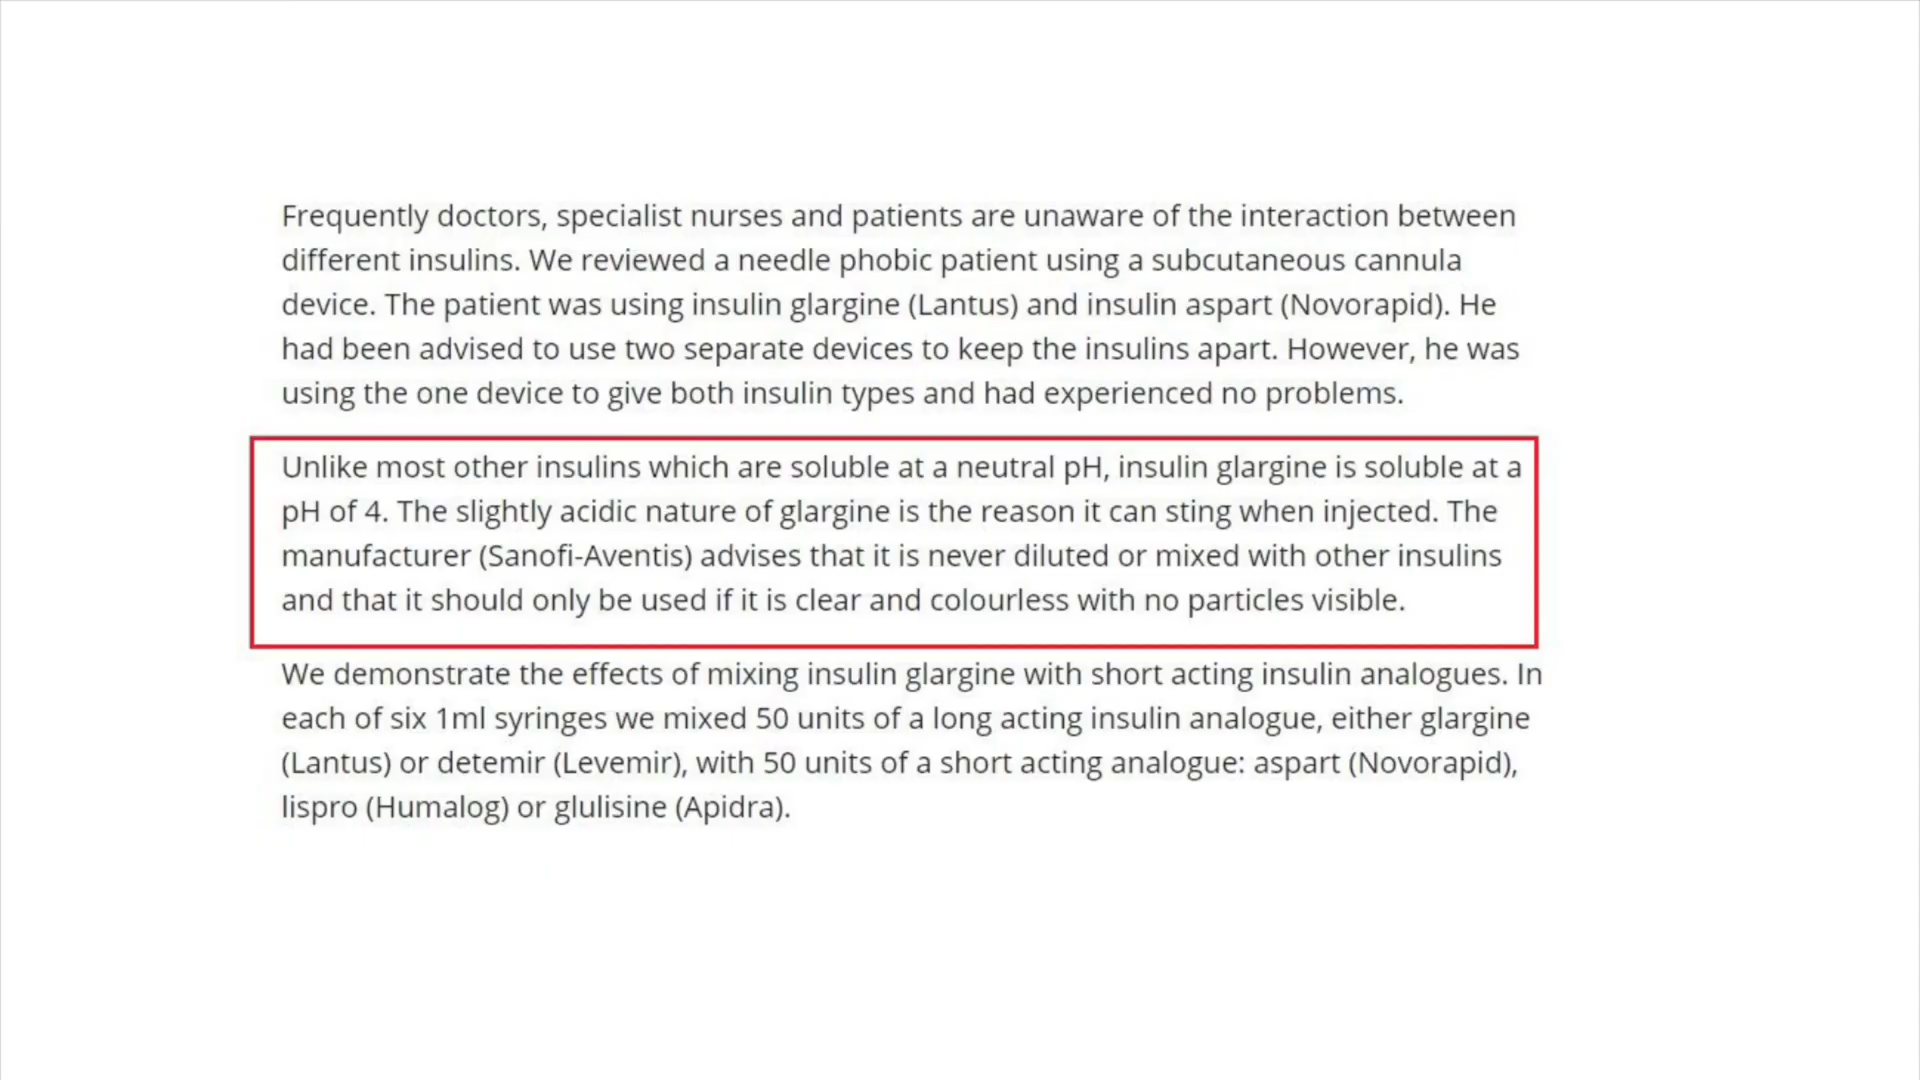 Frequently doctors, specialist nurses and patients are unaware of the interaction between
different insulins. We reviewed a needle phobic patient using a subcutaneous cannula
device. The patient was using insulin glargine (Lantus) and insulin aspart (Novorapid). He
had been advised to use two separate devices to keep the insulins apart. However, he was
using the one device to give both insulin types and had experienced no problems.
Unlike most other insulins which are soluble at a neutral pH, insulin glargine is soluble at a
pH of 4. The slightly acidic nature of glargine is the reason it can sting when injected. The
manufacturer (Sanofi-Aventis) advises that it is never diluted or mixed with other insulins
and that it should only be used if it is clear and colourless with no particles visible.
We demonstrate the effects of mixing insulin glargine with short acting insulin analogues. In
each of six 1ml syringes we mixed 50 units of a long acting insulin analogue, either glargine
(Lantus) or detemir (Levemir), with 50 units of a short acting analogue: aspart (Novorapid),
lispro (Humalog) or glulisine (Apidra).